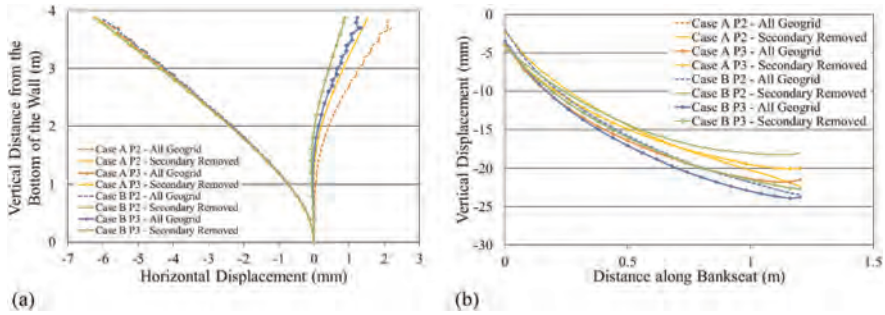 4
3
2
1
0
Vertical Distance from the
Bottom of the Wall (m)
Case A P2 - All Geogrid
Case A P2 - Secondary Removed
Case A P3 - All Geogrid
Case A P3 - Secondary Removed
Case B P2 - All Geogrid
Case B P2 - Secondary Removed
Case B P3 - All Geogrid
Case B P3 - Secondary Removed
-7 -6 -5 -4 -3 -2 -1 0 1 2 3
Horizontal Displacement (mm)
(a)
0
-5
-10
-15
-20
-25
-30
Vertical Displacement (mm)
Case A P2 - All Geogrid
Case A P2 - Secondary Removed
Case A P3 - All Geogrid
Case A P3 - Secondary Removed
Case B P2 - All Geogrid
Case B P2 - Secondary Removed
Case B P3 - All Geogrid
Case B P3 - Secondary Removed
0 0.5 1 1.5
Distance along Bankseat (m)
(b)